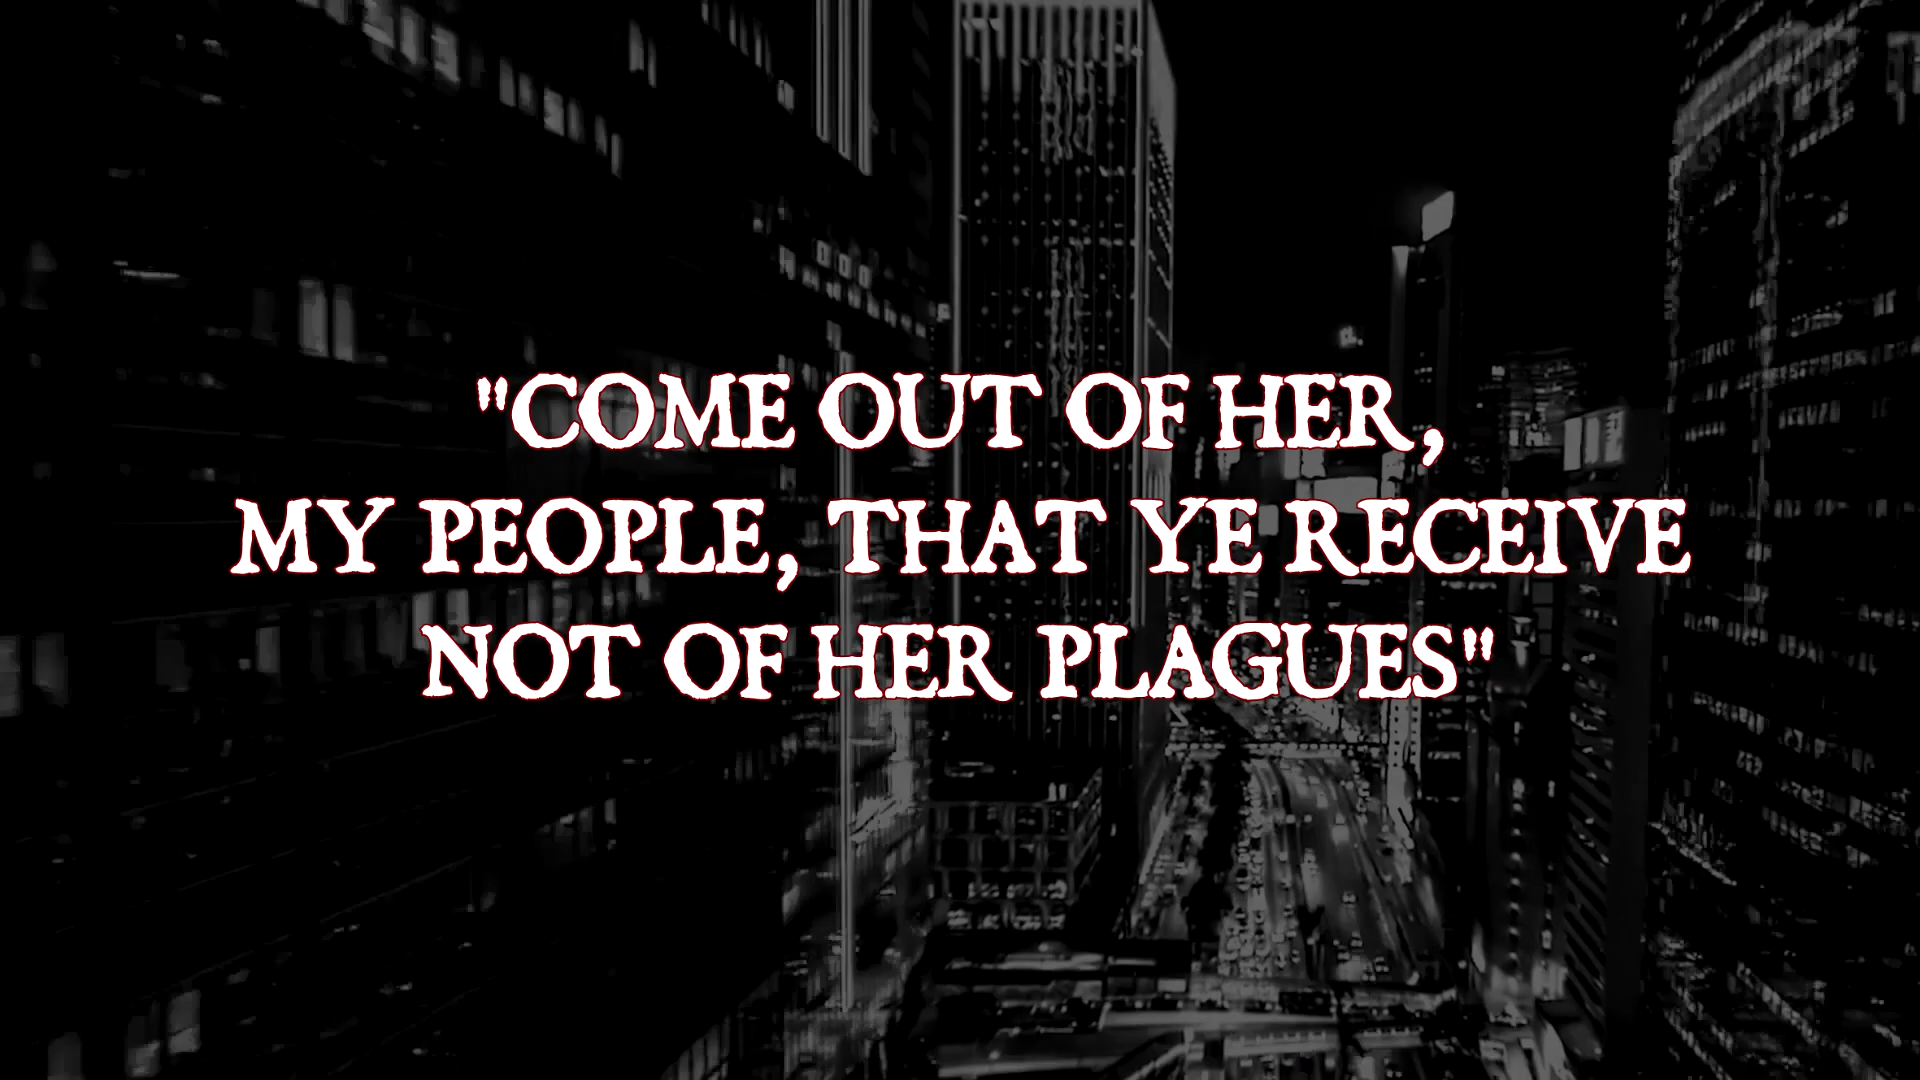 "COME OUT OF HER,
MY PEOPLE, THAT YE RECEIVE
NOT OF HER PLAGUES"